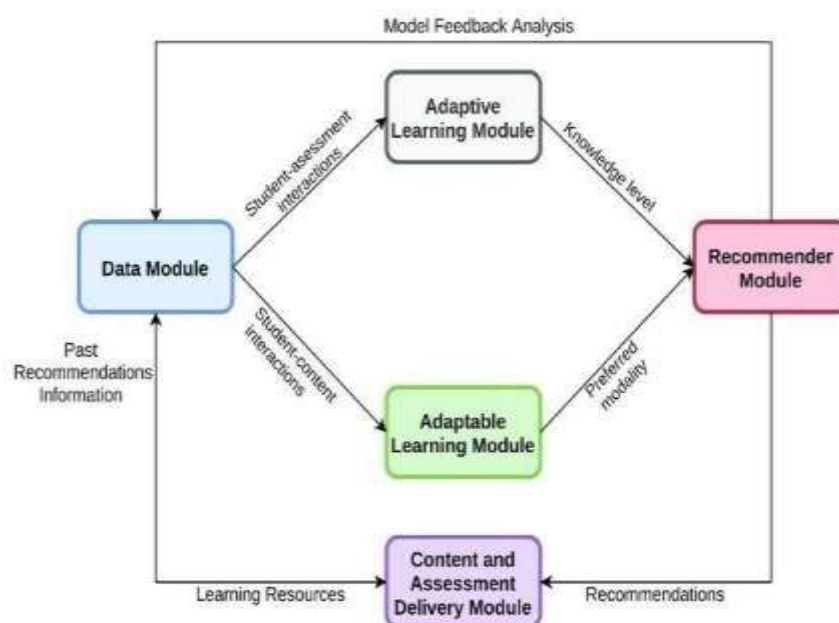 Model Feedback Analysis
Adaptive
Learning Module
Student-asessment
interactions
Knowledge level
Data Module
Recommender
Module
Student-content
interactions
Preferred
modality
Past
Recommendations
Information
Adaptable
Learning Module
Content and
Assessment
Delivery Module
Learning Resources
Recommendations